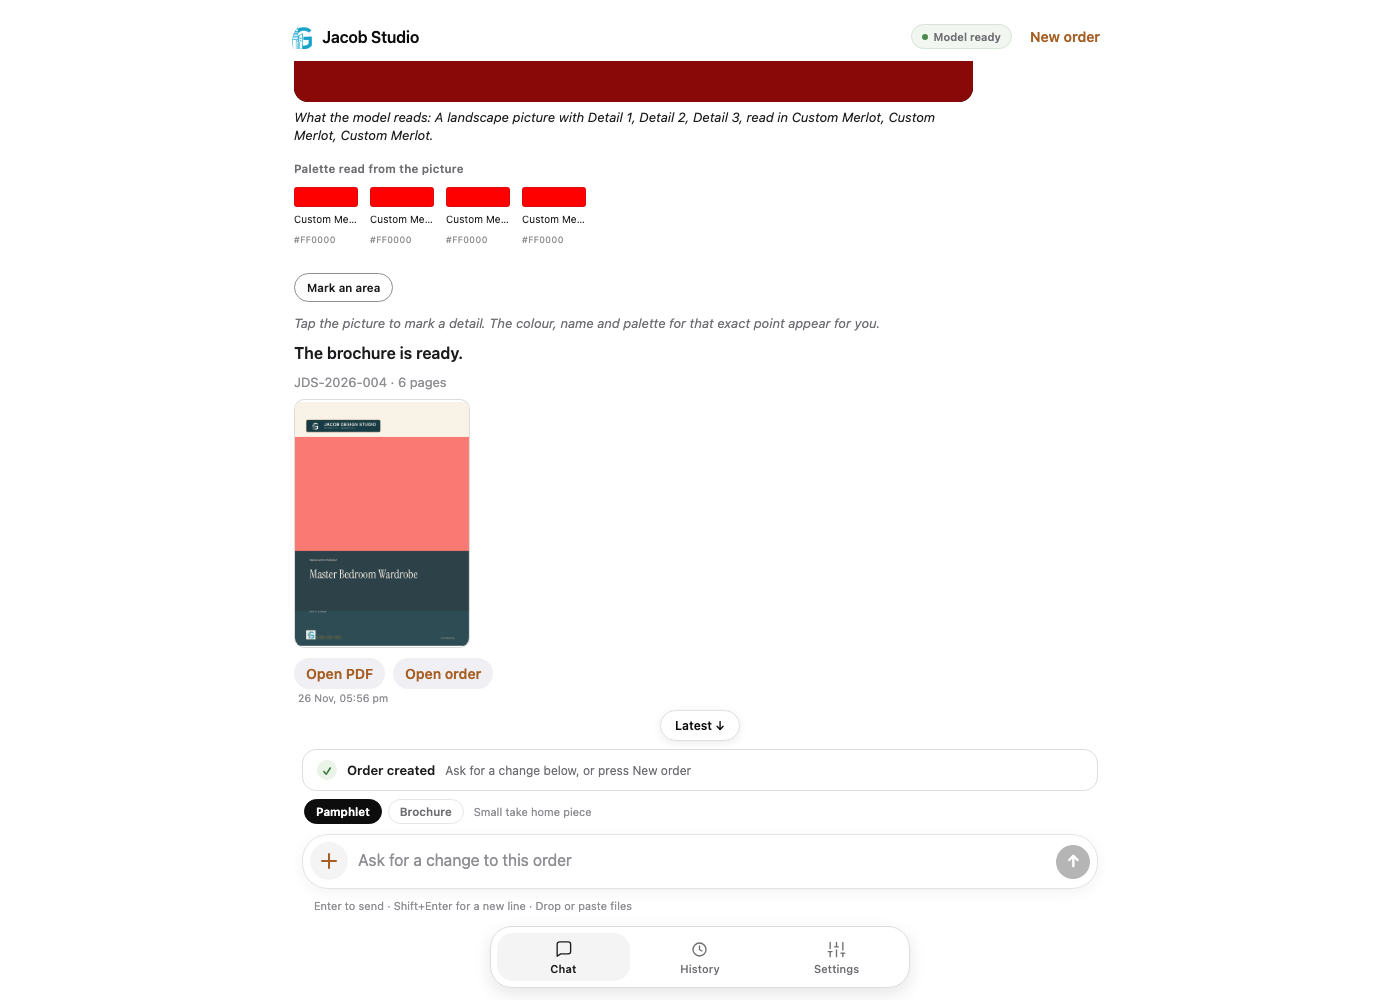 Jacob Studio
Model ready
New order
What the model reads: A landscape picture with Detail 1, Detail 2, Detail 3, read in Custom Merlot, Custom
Merlot, Custom Merlot.
Palette read from the picture
Custom Me... Custom Me... Custom Me... Custom Me...
#FF0000 #FF0000 #FF0000 #FF0000
Mark an area
Tap the picture to mark a detail. The colour, name and palette for that exact point appear for you.
The brochure is ready.
JDS-2026-004 · 6 pages
JACOB DESIGN STUDIO
Master Bedroom Wardrobe
Open PDF Open order
26 Nov, 05:56 pm
Latest ↓
Order created Ask for a change below, or press New order
Pamphlet Brochure Small take home piece
Ask for a change to this order
Enter to send · Shift+Enter for a new line · Drop or paste files
Chat History Settings